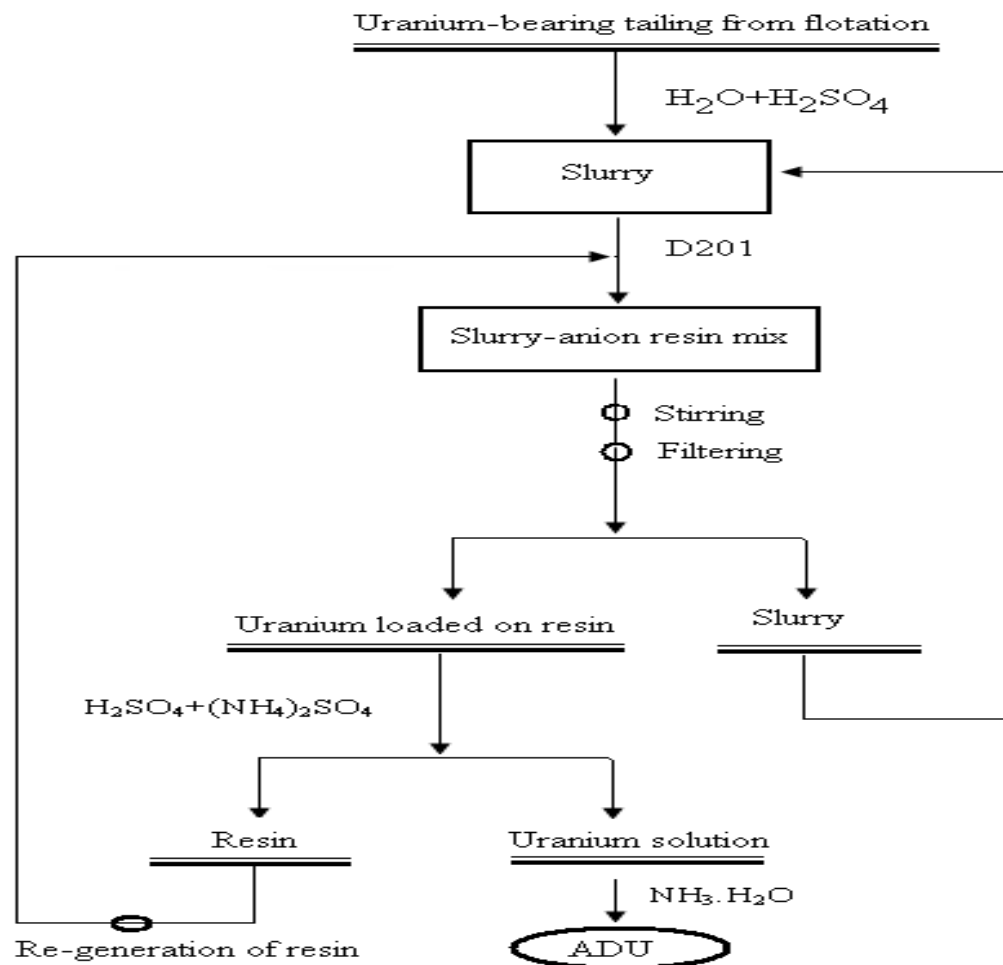 Uranium-bearing tailing from flotation
H₂O+H₂SO₄
Slurry
D201
Slurry-anion resin mix
Stirring
Filtering
Uranium loaded on resin
Slurry
H₂SO₄+(NH₄)₂SO₄
Resin
Uranium solution
NH₃.H₂O
Re-generation of resin
ADU